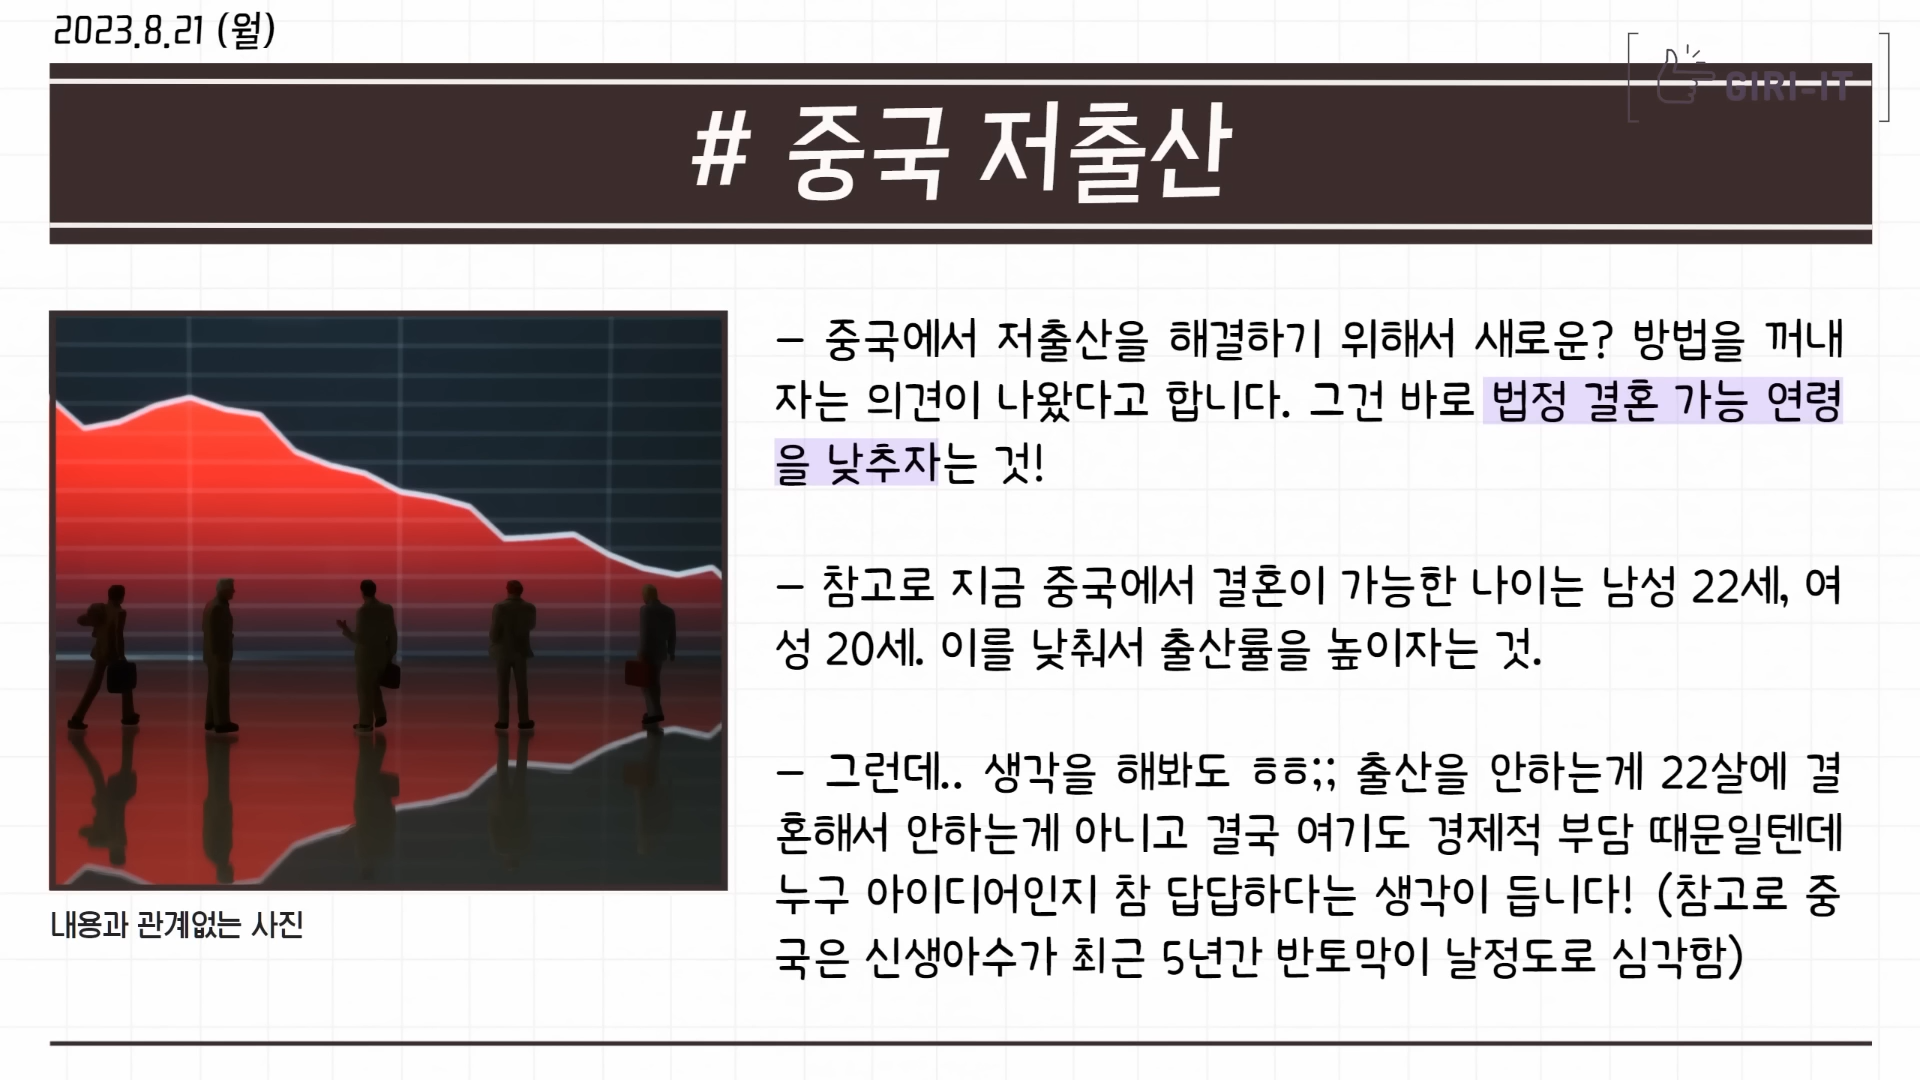 2023.8.21 (월)
GIRI-IT
# 중국 저출산
– 중국에서 저출산을 해결하기 위해서 새로운? 방법을 꺼내
자는 의견이 나왔다고 합니다. 그건 바로 법정 결혼 가능 연령
을 낮추자는 것!
– 참고로 지금 중국에서 결혼이 가능한 나이는 남성 22세, 여
성 20세. 이를 낮춰서 출산률을 높이자는 것.
– 그런데.. 생각을 해봐도 ㅎㅎ;; 출산을 안하는게 22살에 결
혼해서 안하는게 아니고 결국 여기도 경제적 부담 때문일텐데
누구 아이디어인지 참 답답하다는 생각이 듭니다! (참고로 중
국은 신생아수가 최근 5년간 반토막이 날정도로 심각함)
내용과 관계없는 사진